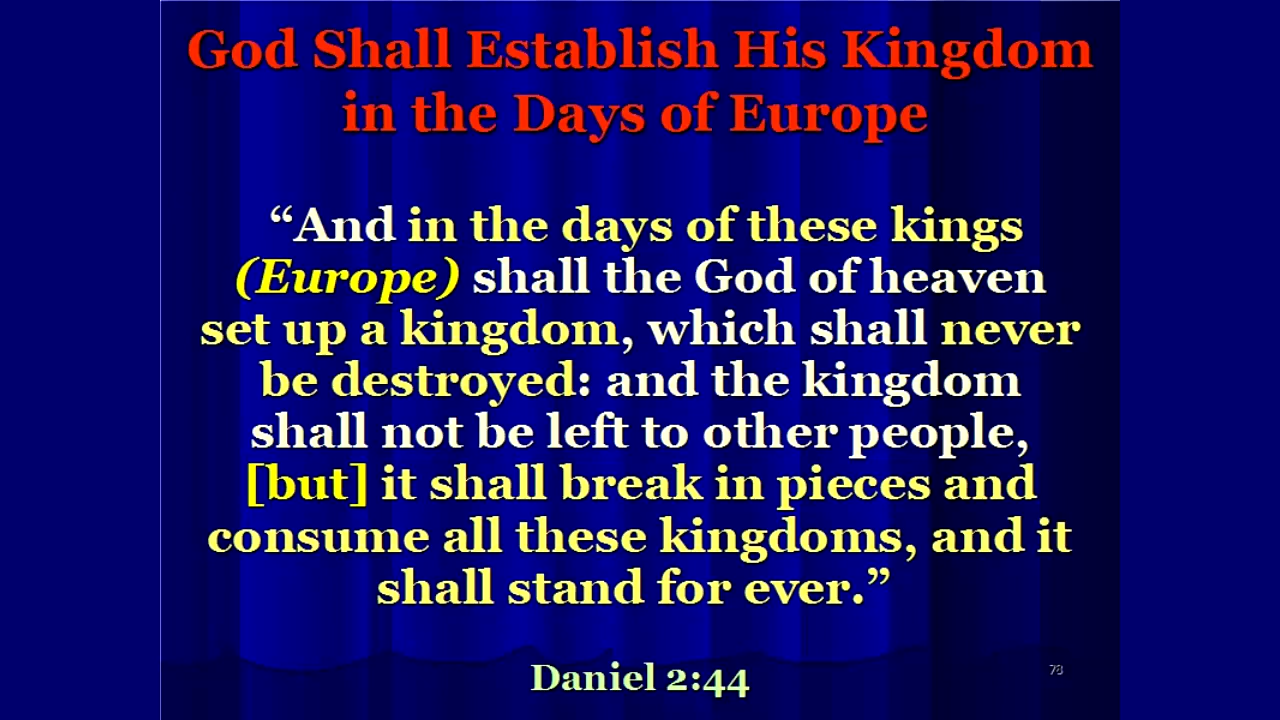 God Shall Establish His Kingdom
in the Days of Europe
“And in the days of these kings
(Europe) shall the God of heaven
set up a kingdom, which shall never
be destroyed: and the kingdom
shall not be left to other people,
[but] it shall break in pieces and
consume all these kingdoms, and it
shall stand for ever.”
Daniel 2:44
78